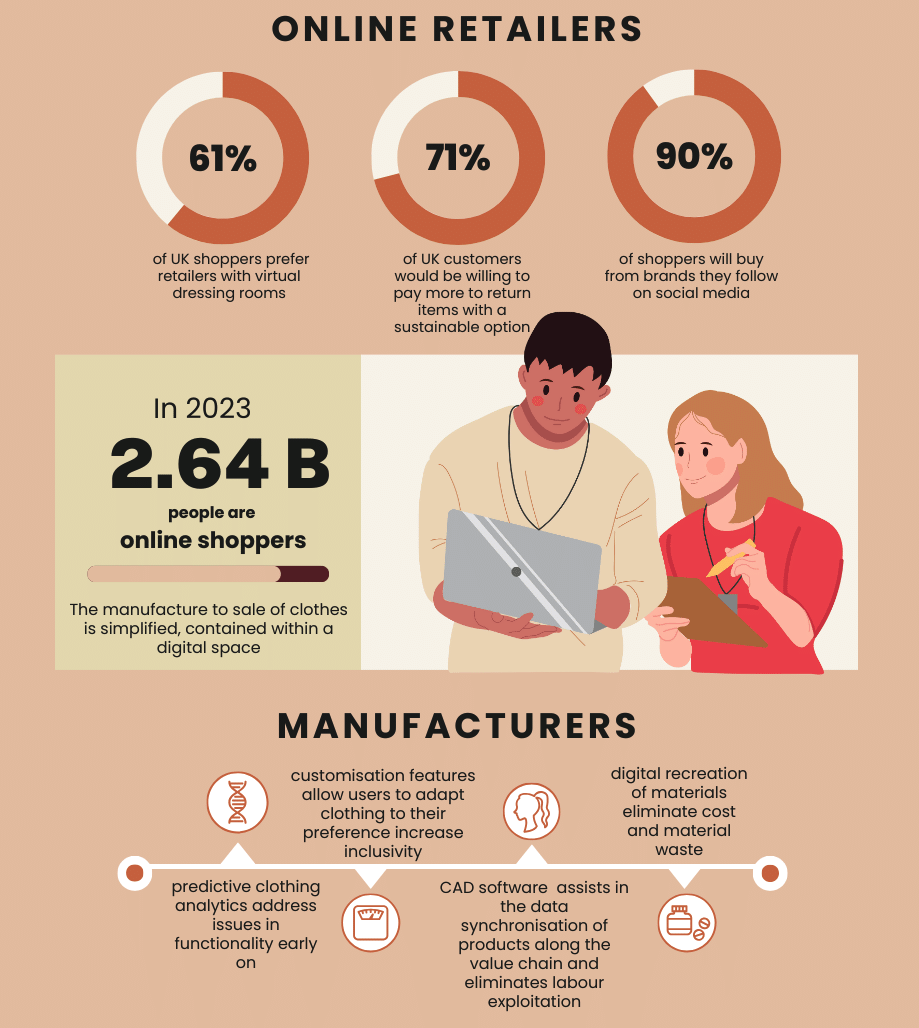 ONLINE RETAILERS
61%
of UK shoppers prefer
retailers with virtual
dressing rooms
71%
of UK customers
would be willing to
pay more to return
items with a
sustainable option
90%
of shoppers will buy
from brands they follow
on social media
In 2023
2.64 B
people are
online shoppers
The manufacture to sale of clothes
is simplified, contained within a
digital space
MANUFACTURERS
predictive clothing
analytics address
issues in
functionality early
on
customisation features
allow users to adapt
clothing to their
preference increase
inclusivity
CAD software assists in
the data
synchronisation of
products along the
value chain and
eliminates labour
exploitation
digital recreation
of materials
eliminate cost
and material
waste